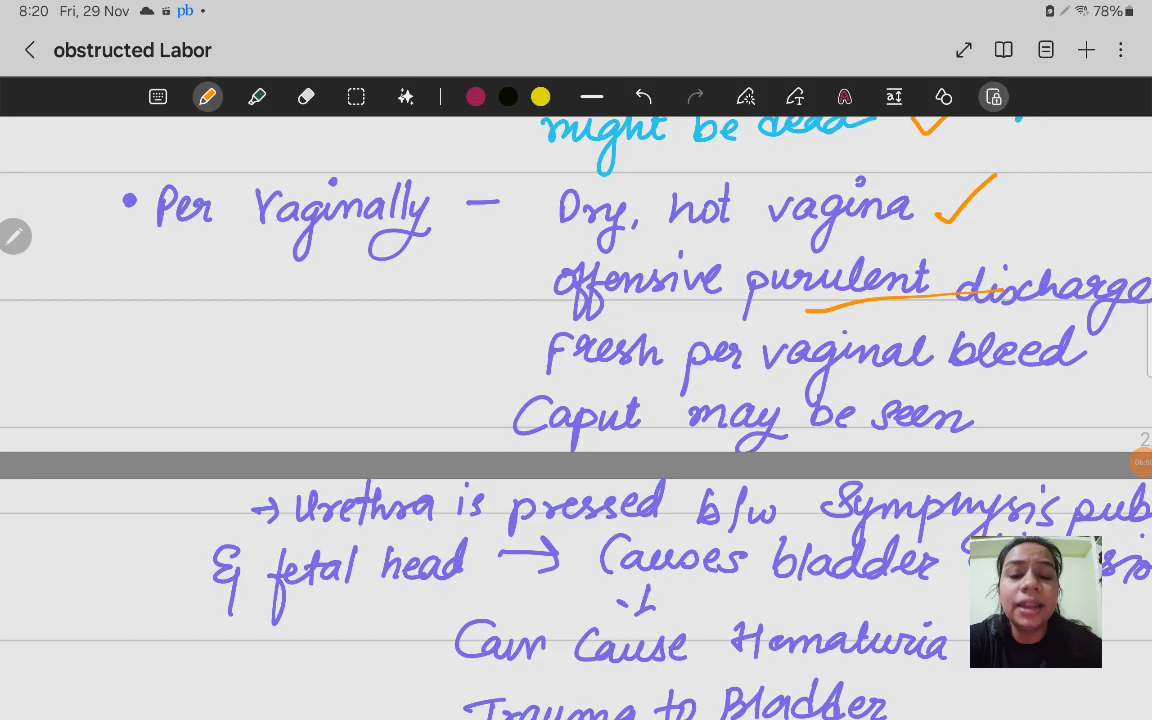 8:20 Fri, 29 Nov pb • 78%
obstructed Labor
might be dead
• Per Vaginally — Dry, hot vagina
offensive purulent discharge
Fresh per vaginal bleed
Caput may be seen
→ Urethra is pressed b/w Symphysis pub
& fetal head → Causes bladder
Can Cause Hematuria
Trauma to Bladder